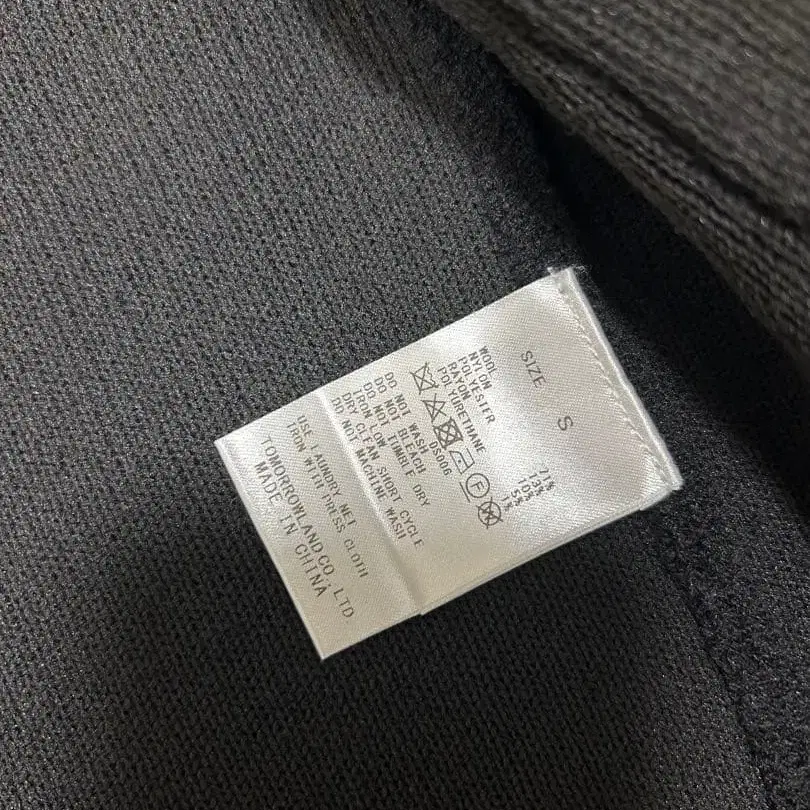 SIZE S
WOOL 71%
NYLON 13%
POLYESTER 10%
RAYON 5%
POLYURETHANE 1%
DS006
DO NOT WASH
DO NOT BLEACH
DO NOT TUMBLE DRY
IRON LOW
DRY CLEAN SHORT CYCLE
DO NOT MACHINE WASH
USE LAUNDRY NET
IRON WITH PRESS CLOTH
TOMORROWLAND CO., LTD.
MADE IN CHINA